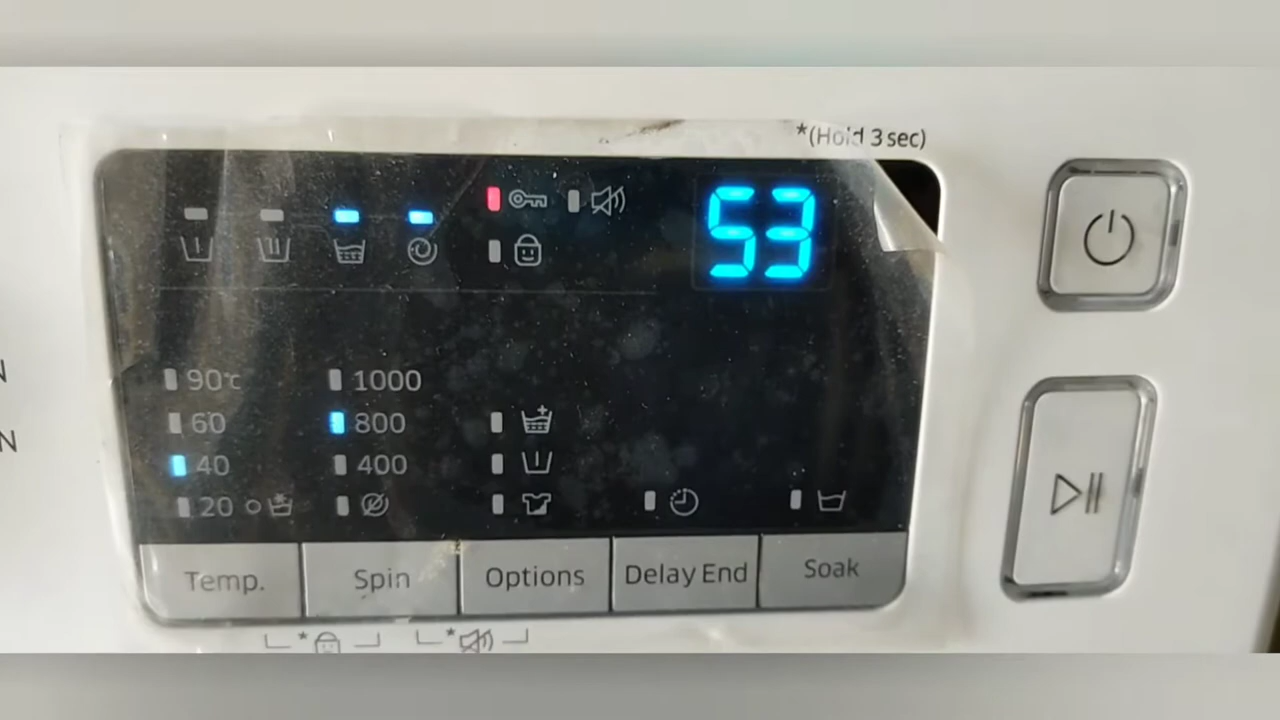 *(Hold 3 sec)
53
90℃ 1000
60 800
40 400
20
Temp. Spin Options Delay End Soak
* *
N
N